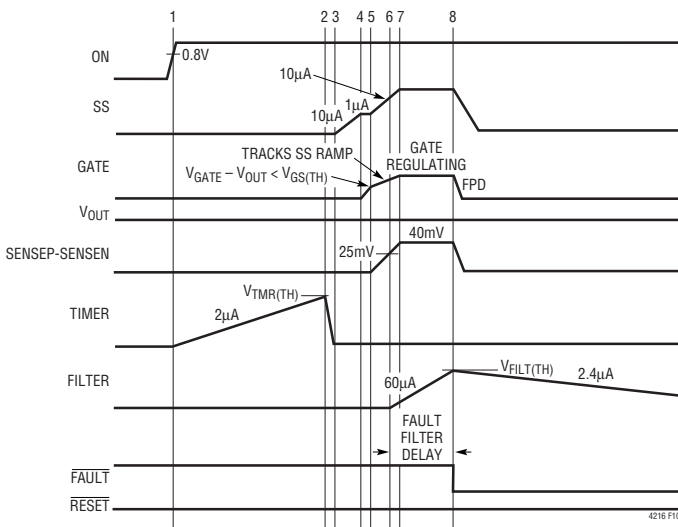 1 2 3 4 5 6 7 8
ON
0.8V
10µA
SS
10µA
1µA
TRACKS SS RAMP
GATE
REGULATING
GATE
VGATE – VOUT < VGS(TH)
FPD
VOUT
40mV
SENSEP-SENSEN
25mV
VTMR(TH)
TIMER
2µA
VFILT(TH)
2.4µA
FILTER
60µA
FAULT
FILTER
DELAY
FAULT
RESET
4216 F10